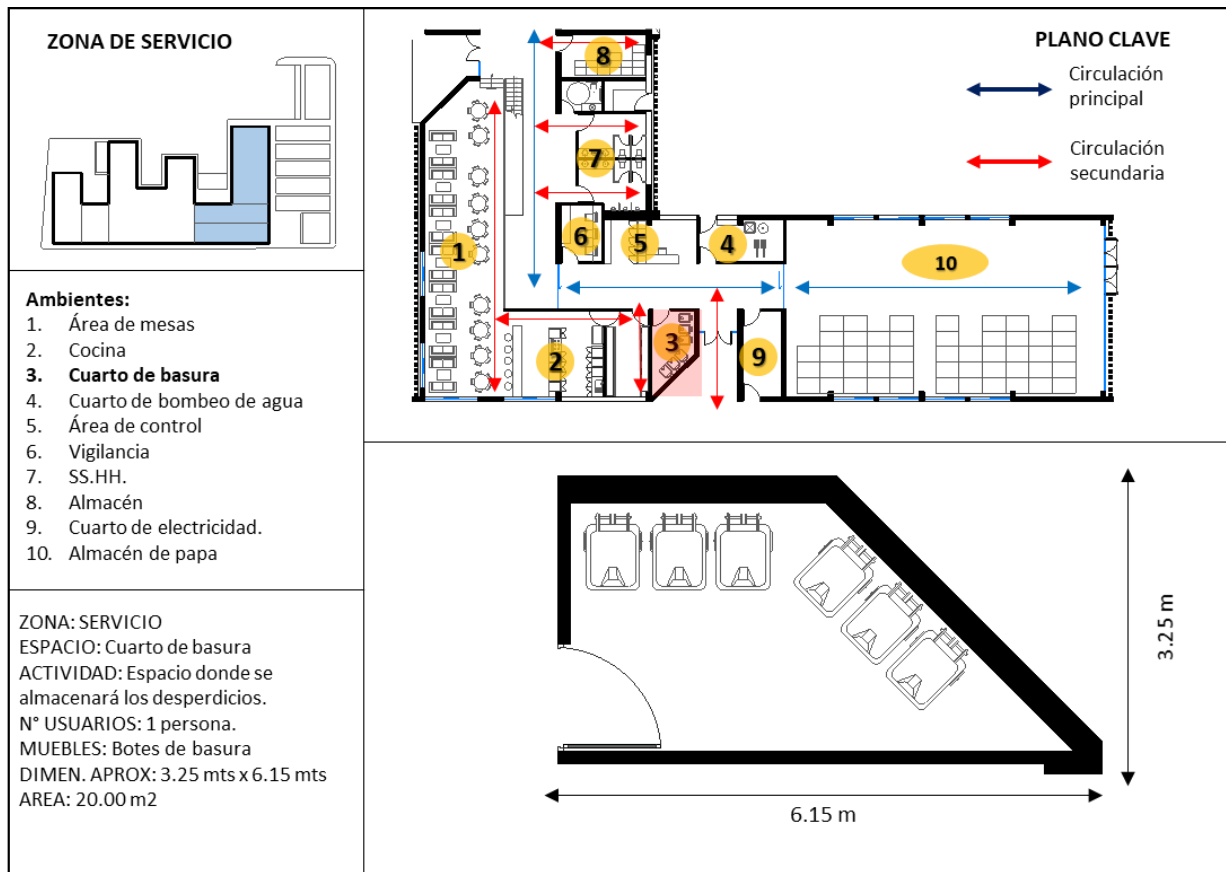 ZONA DE SERVICIO
Ambientes:
1. Área de mesas
2. Cocina
3. Cuarto de basura
4. Cuarto de bombeo de agua
5. Área de control
6. Vigilancia
7. SS.HH.
8. Almacén
9. Cuarto de electricidad.
10. Almacén de papa
ZONA: SERVICIO
ESPACIO: Cuarto de basura
ACTIVIDAD: Espacio donde se
almacenará los desperdicios.
N° USUARIOS: 1 persona.
MUEBLES: Botes de basura
DIMEN. APROX: 3.25 mts x 6.15 mts
AREA: 20.00 m2
PLANO CLAVE
Circulación
principal
Circulación
secundaria
8
7
6
5
4
1
10
3
2
9
3.25 m
6.15 m